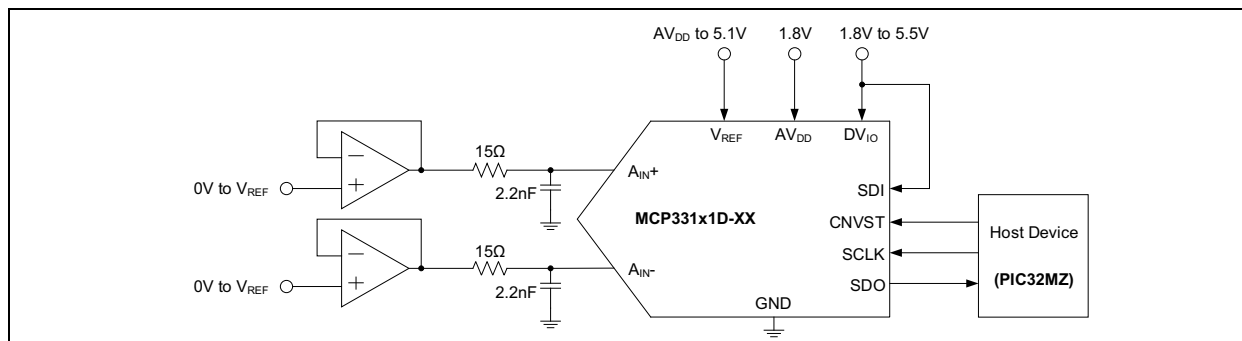 AVDD to 5.1V
1.8V
1.8V to 5.5V
VREF
AVDD
DVIO
15Ω
AIN+
2.2nF
0V to VREF
SDI
MCP331x1D-XX
CNVST
Host Device
SCLK
(PIC32MZ)
15Ω
AIN-
2.2nF
0V to VREF
SDO
GND
−
+
−
+